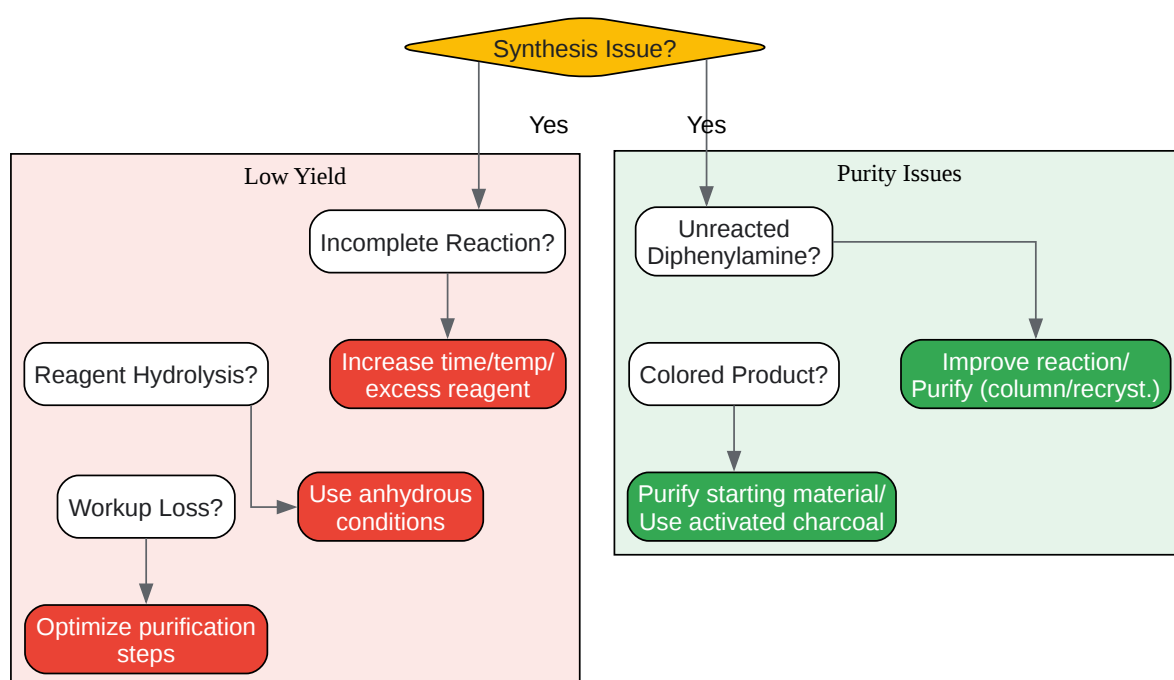 Synthesis Issue?
Yes
Yes
Low Yield
Incomplete Reaction?
Increase time/temp/
excess reagent
Reagent Hydrolysis?
Use anhydrous
conditions
Workup Loss?
Optimize purification
steps
Purity Issues
Unreacted
Diphenylamine?
Improve reaction/
Purify (column/recryst.)
Colored Product?
Purify starting material/
Use activated charcoal